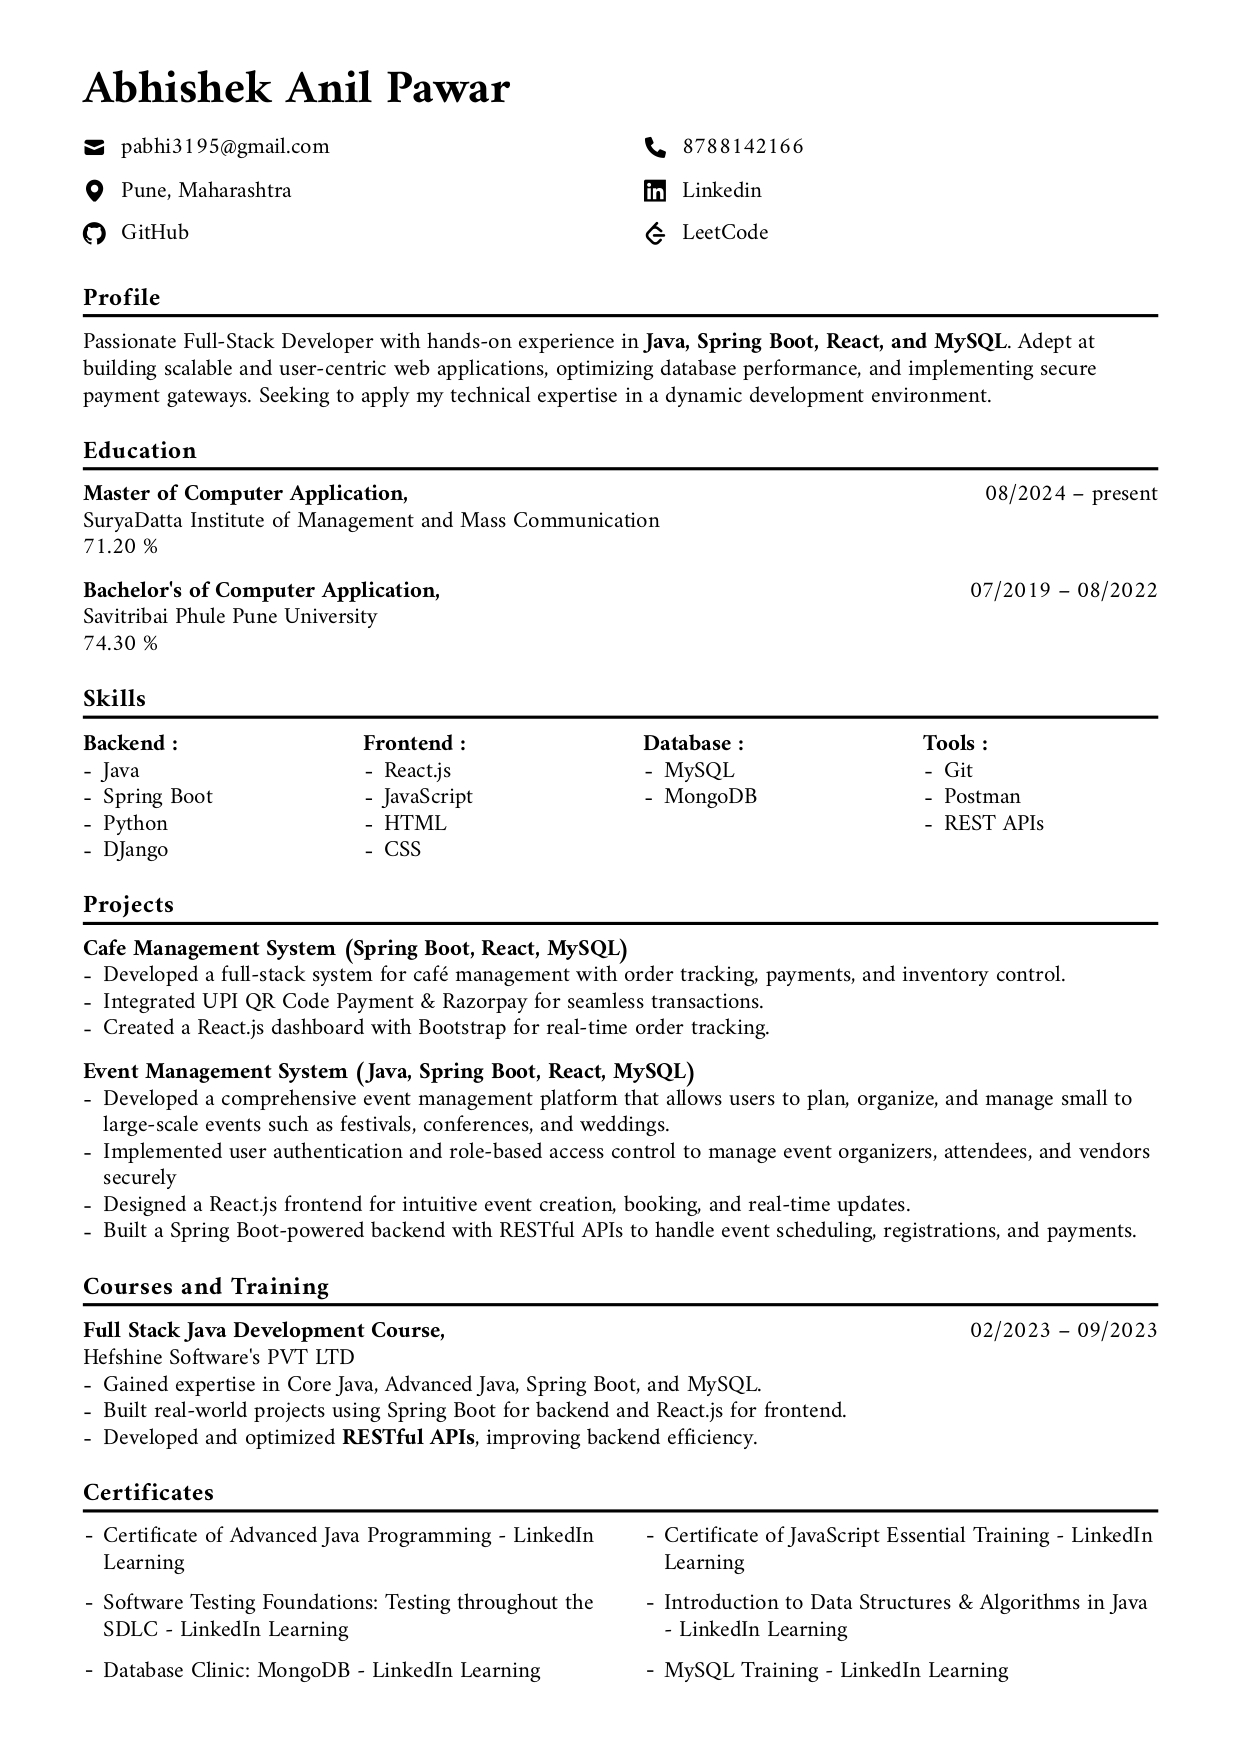 Abhishek Anil Pawar
pabhi3195@gmail.com
8788142166
Pune, Maharashtra
Linkedin
GitHub
LeetCode
Profile
Passionate Full-Stack Developer with hands-on experience in Java, Spring Boot, React, and MySQL. Adept at
building scalable and user-centric web applications, optimizing database performance, and implementing secure
payment gateways. Seeking to apply my technical expertise in a dynamic development environment.
Education
Master of Computer Application, 08/2024 – present
SuryaDatta Institute of Management and Mass Communication
71.20 %
Bachelor's of Computer Application, 07/2019 – 08/2022
Savitribai Phule Pune University
74.30 %
Skills
Backend :
- Java
- Spring Boot
- Python
- DJango
Frontend :
- React.js
- JavaScript
- HTML
- CSS
Database :
- MySQL
- MongoDB
Tools :
- Git
- Postman
- REST APIs
Projects
Cafe Management System (Spring Boot, React, MySQL)
- Developed a full-stack system for café management with order tracking, payments, and inventory control.
- Integrated UPI QR Code Payment & Razorpay for seamless transactions.
- Created a React.js dashboard with Bootstrap for real-time order tracking.
Event Management System (Java, Spring Boot, React, MySQL)
- Developed a comprehensive event management platform that allows users to plan, organize, and manage small to
large-scale events such as festivals, conferences, and weddings.
- Implemented user authentication and role-based access control to manage event organizers, attendees, and vendors
securely
- Designed a React.js frontend for intuitive event creation, booking, and real-time updates.
- Built a Spring Boot-powered backend with RESTful APIs to handle event scheduling, registrations, and payments.
Courses and Training
Full Stack Java Development Course, 02/2023 – 09/2023
Hefshine Software's PVT LTD
- Gained expertise in Core Java, Advanced Java, Spring Boot, and MySQL.
- Built real-world projects using Spring Boot for backend and React.js for frontend.
- Developed and optimized RESTful APIs, improving backend efficiency.
Certificates
- Certificate of Advanced Java Programming - LinkedIn
Learning
- Certificate of JavaScript Essential Training - LinkedIn
Learning
- Software Testing Foundations: Testing throughout the
SDLC - LinkedIn Learning
- Introduction to Data Structures & Algorithms in Java
- LinkedIn Learning
- Database Clinic: MongoDB - LinkedIn Learning
- MySQL Training - LinkedIn Learning